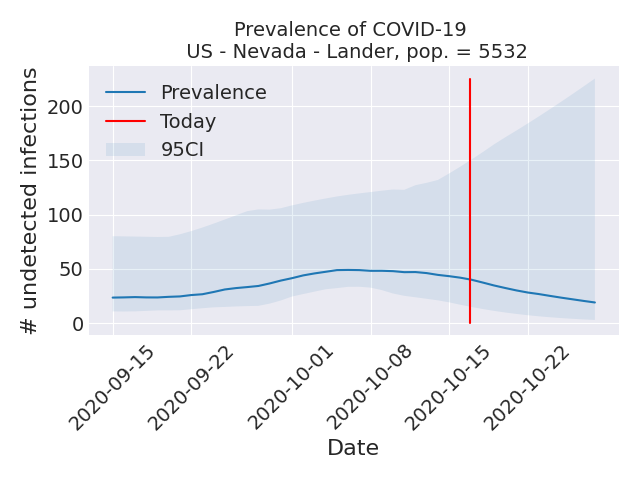 Prevalence of COVID-19
US - Nevada - Lander, pop. = 5532
# undetected infections
200
150
100
50
0
Prevalence
Today
95CI
2020-09-15
2020-09-22
2020-10-01
2020-10-08
2020-10-15
2020-10-22
Date